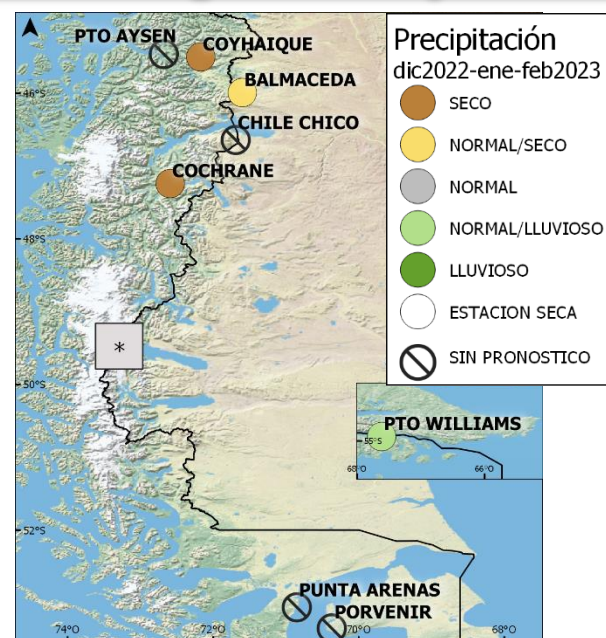 PTO AYSEN
COYHAIQUE
BALMACEDA
46°S
CHILE CHICO
COCHRANE
48°S
*
50°S
52°S
PUNTA ARENAS
PORVENIR
74°O
72°O
70°O
68°O
Precipitación
dic2022-ene-feb2023
SECO
NORMAL/SECO
NORMAL
NORMAL/LLUVIOSO
LLUVIOSO
ESTACION SECA
SIN PRONOSTICO
PTO WILLIAMS
55°S
68°O
66°O